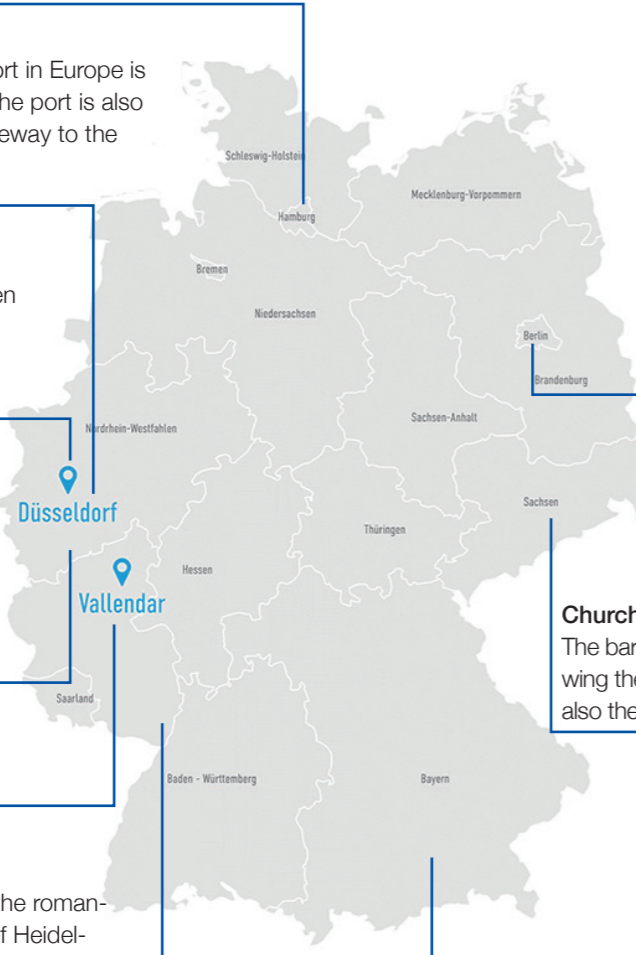 ort in Europe is
he port is also
eway to the
Schleswig-Holstein
Mecklenburg-Vorpommern
Hamburg
Bremen
en
Niedersachsen
Berlin
Brandenburg
Nordrhein-Westfahlen
Sachsen-Anhalt
Düsseldorf
Sachsen
Thüringen
Hessen
Vallendar
Church
The bar
wing the
also the
Saarland
Baden - Württemberg
Bayern
he roman-
f Heidel-